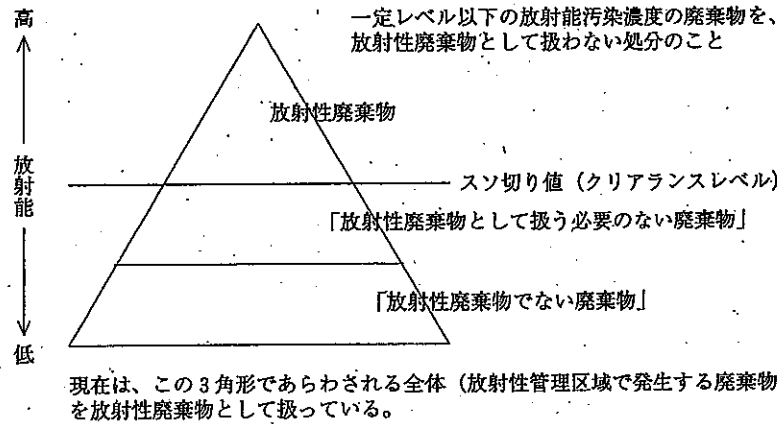 高
一定レベル以下の放射能汚染濃度の廃棄物を、
放射性廃棄物として扱わない処分のこと
放射性廃棄物
放射能
スソ切り値（クリアランスレベル）
「放射性廃棄物として扱う必要のない廃棄物」
「放射性廃棄物でない廃棄物」
低
現在は、この3角形であらわされる全体（放射性管理区域で発生する廃棄物
を放射性廃棄物として扱っている。